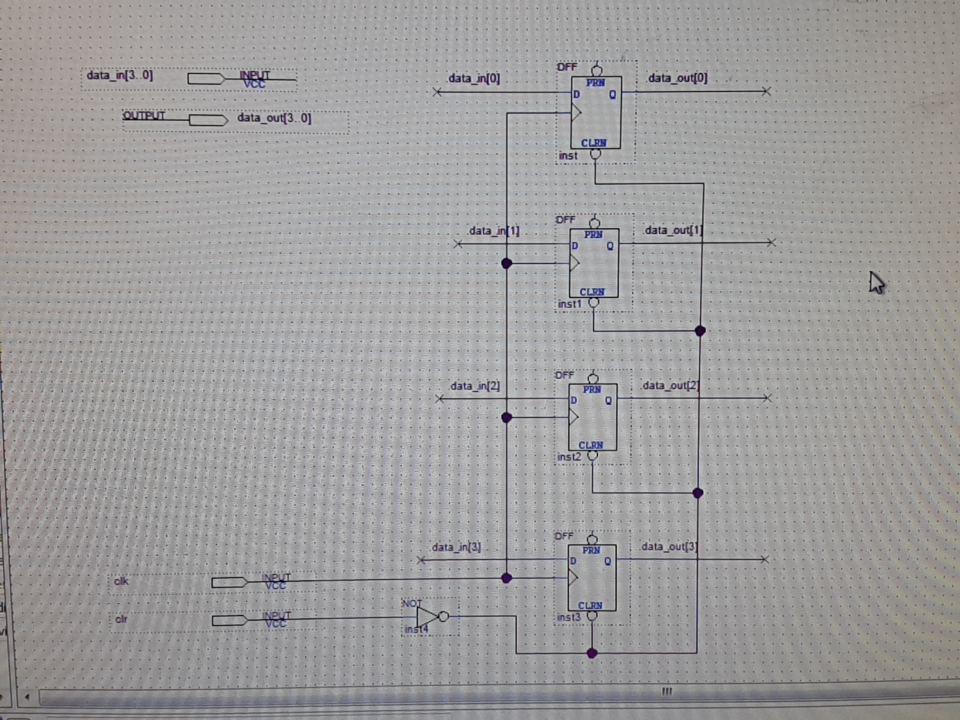 data_in[3..0]
INPUT
VCC
OUTPUT
data_out[3..0]
data_in[0]
DFF
PRN
D
Q
CLRN
inst
data_out[0]
data_in[1]
DFF
PRN
D
Q
CLRN
inst1
data_out[1]
data_in[2]
DFF
PRN
D
Q
CLRN
inst2
data_out[2]
data_in[3]
DFF
PRN
D
Q
CLRN
inst3
data_out[3]
clk
INPUT
VCC
clr
INPUT
VCC
NOT
inst4